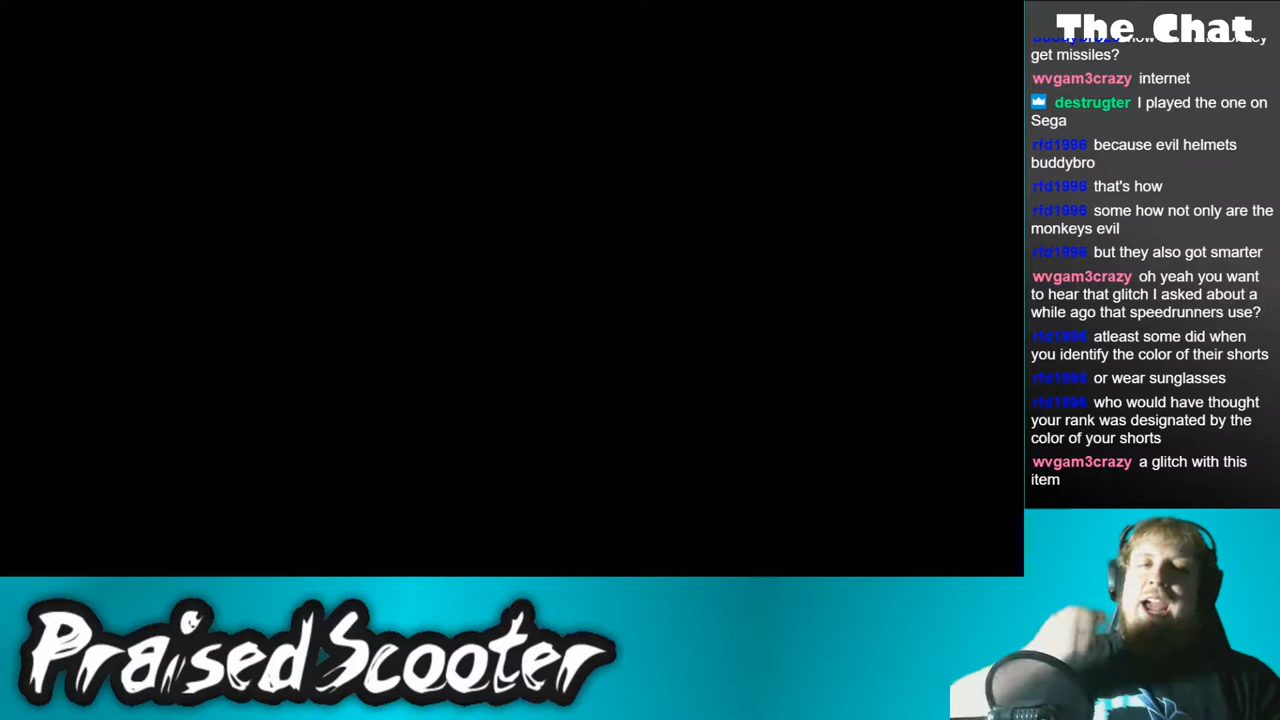 The Chat
get missiles?
wvgam3crazy internet
destrugter I played the one on
Sega
rfd1996 because evil helmets
buddybro
rfd1996 that's how
rfd1996 some how not only are the
monkeys evil
rfd1996 but they also got smarter
wvgam3crazy oh yeah you want
to hear that glitch I asked about a
while ago that speedrunners use?
rfd1996 atleast some did when
you identify the color of their shorts
rfd1996 or wear sunglasses
rfd1996 who would have thought
your rank was designated by the
color of your shorts
wvgam3crazy a glitch with this
item
PraisedScooter